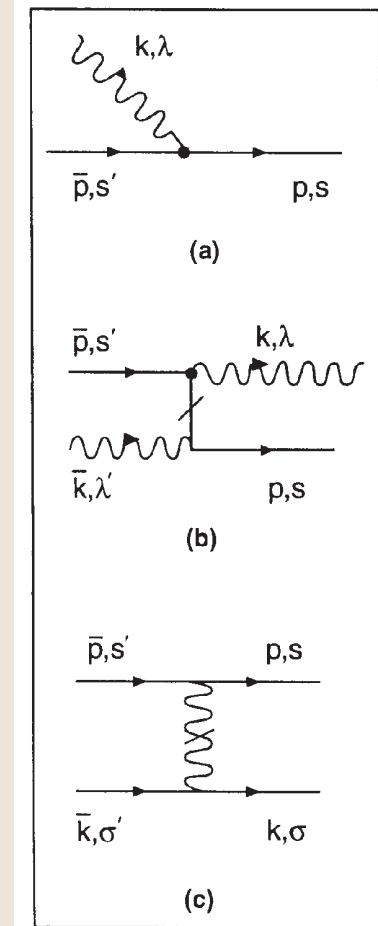 k,λ
p̄,s′ p,s
(a)
p̄,s′ k,λ
k̄,λ′ p,s
(b)
p̄,s′ p,s
k̄,σ′ k,σ
(c)